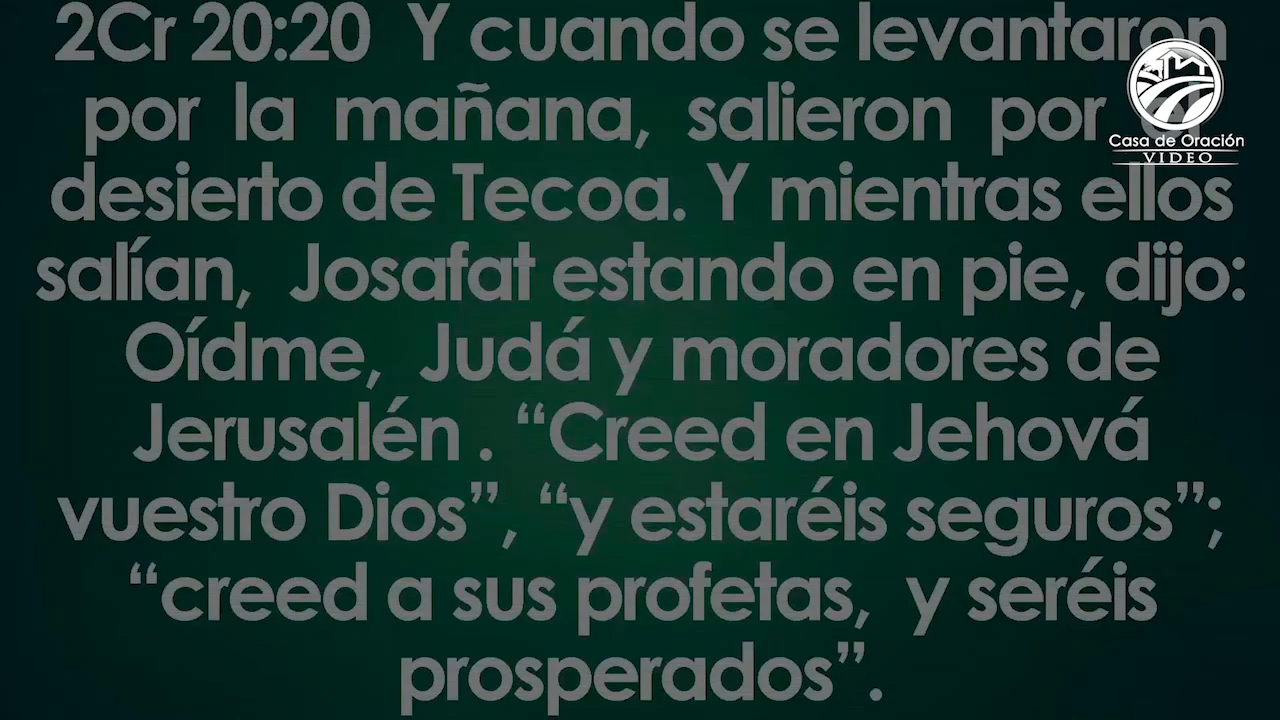 2Cr 20:20 Y cuando se levantaron
por la mañana, salieron por
desierto de Tecoa. Y mientras ellos
salían, Josafat estando en pie, dijo:
Oídme, Judá y moradores de
Jerusalén . “Creed en Jehová
vuestro Dios”, “y estaréis seguros”;
“creed a sus profetas, y seréis
prosperados”.
Casa de Oración
VIDEO